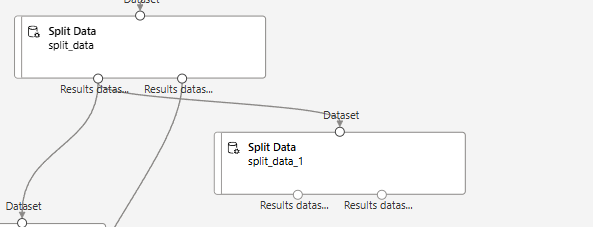 Dataset
Split Data
split_data
Results datas... Results datas...
Dataset
Split Data
split_data_1
Results datas... Results datas...
Dataset